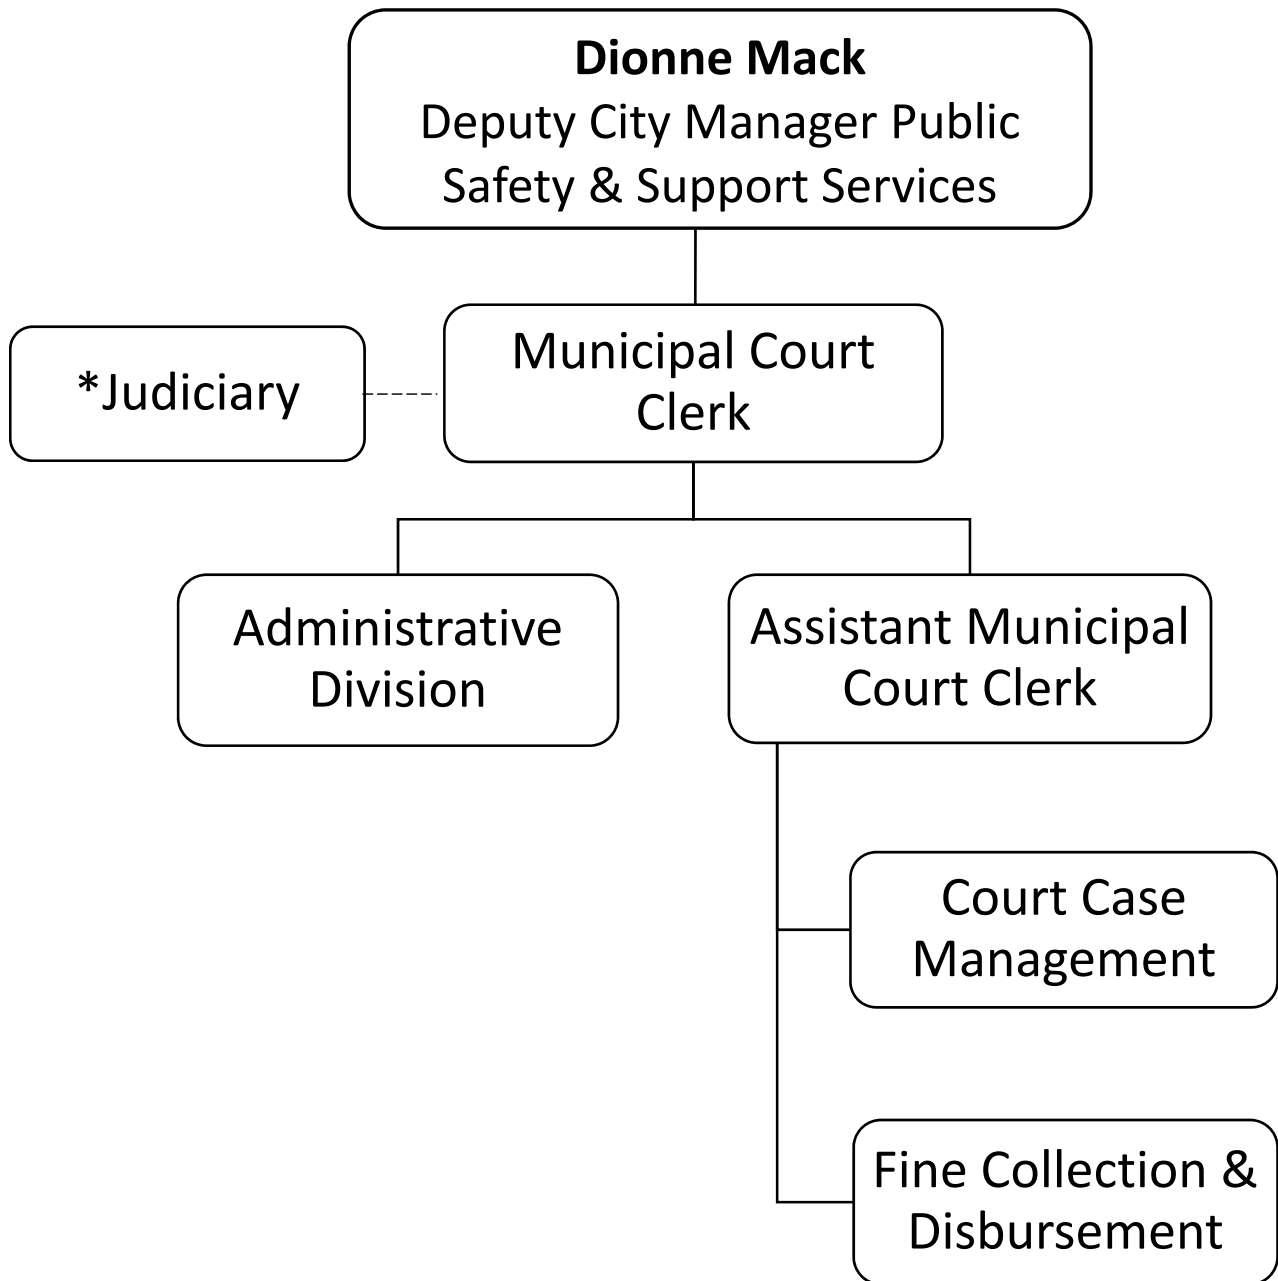 Dionne Mack
Deputy City Manager Public
Safety & Support Services
*Judiciary
Municipal Court
Clerk
Administrative
Division
Assistant Municipal
Court Clerk
Court Case
Management
Fine Collection &
Disbursement